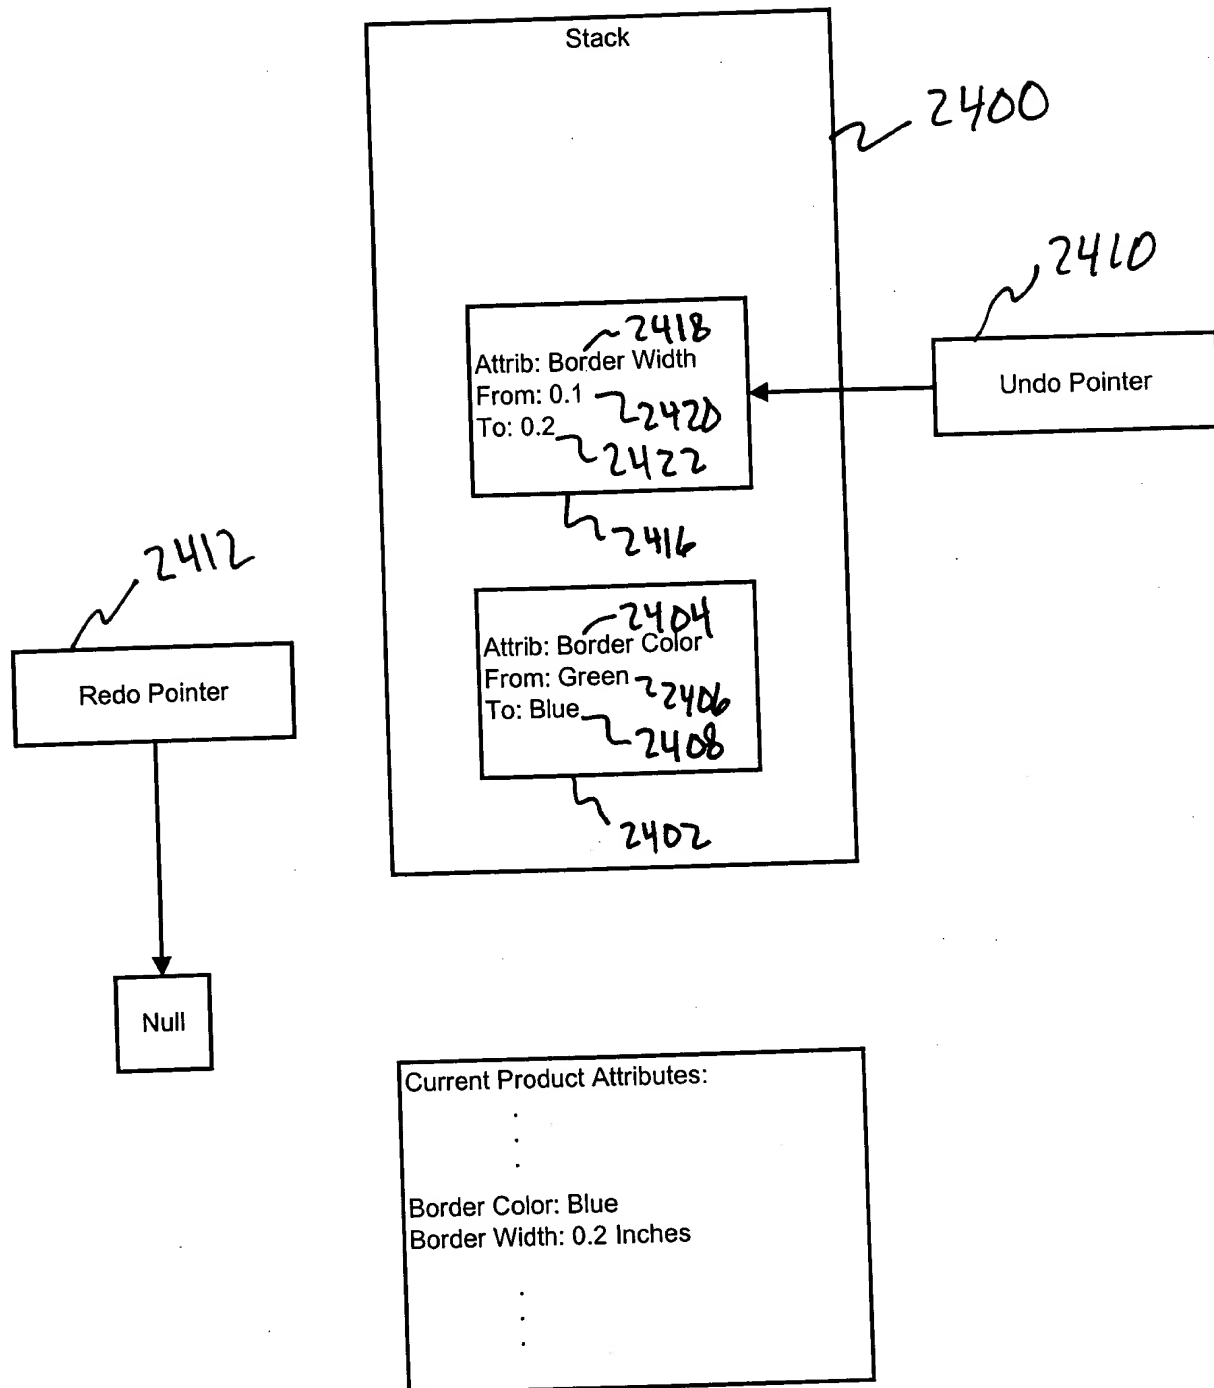 Stack
2400
2410
2418
Attrib: Border Width
From: 0.1
2420
To: 0.2
2422
Undo Pointer
2416
2412
2404
Attrib: Border Color
From: Green
2406
To: Blue
2408
Redo Pointer
2402
Null
Current Product Attributes:
.
.
.
Border Color: Blue
Border Width: 0.2 Inches
.
.
.